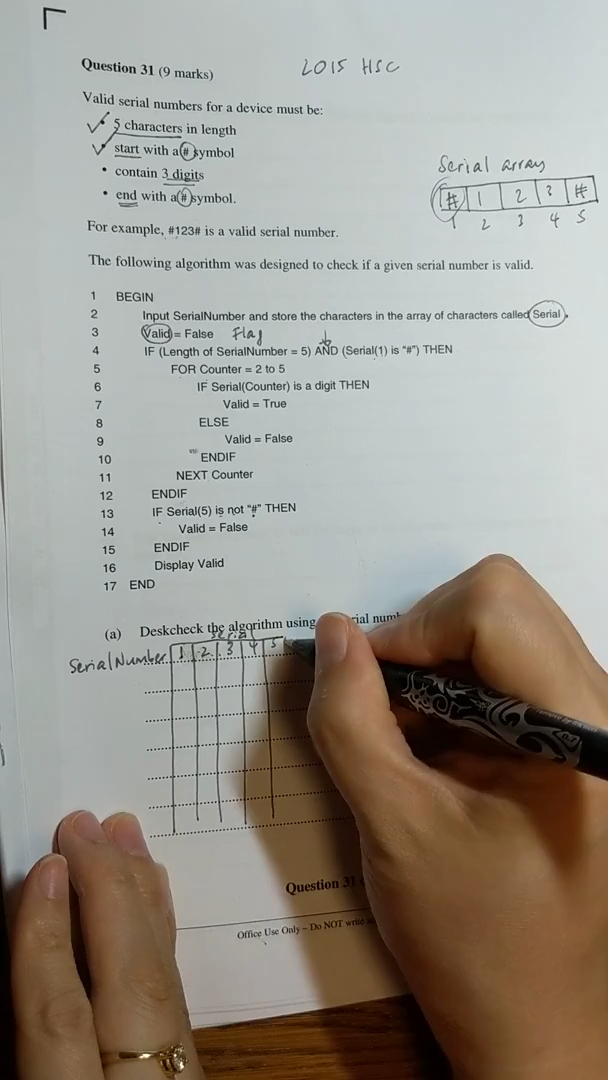 2015 HSC
Question 31 (9 marks)
Valid serial numbers for a device must be:
5 characters in length
start with a # symbol
• contain 3 digits
• end with a # symbol.
Serial array
# 1 2 3 #
1 2 3 4 5
For example, #123# is a valid serial number.
The following algorithm was designed to check if a given serial number is valid.
1 BEGIN
2 Input SerialNumber and store the characters in the array of characters called Serial.
3 Valid = False Flag
4 IF (Length of SerialNumber = 5) AND (Serial(1) is "#") THEN
5 FOR Counter = 2 to 5
6 IF Serial(Counter) is a digit THEN
7 Valid = True
8 ELSE
9 Valid = False
10 ENDIF
11 NEXT Counter
12 ENDIF
13 IF Serial(5) is not "#" THEN
14 Valid = False
15 ENDIF
16 Display Valid
17 END
(a) Deskcheck the algorithm using
Serial
SerialNumber 1 2 3 4 5
Question 31
Office Use Only – Do NOT write